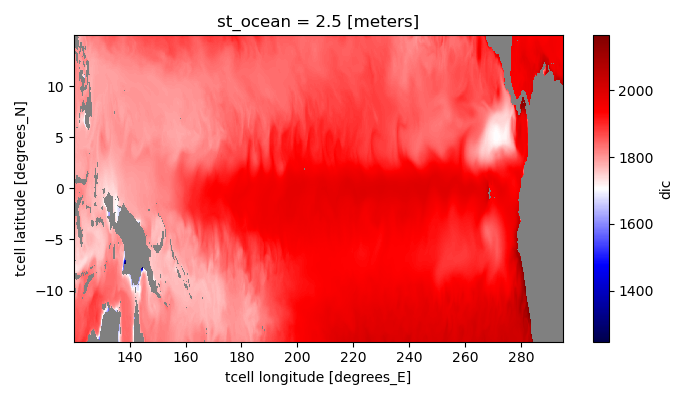 st_ocean = 2.5 [meters]
10
5
0
−5
−10
tcell latitude [degrees_N]
140 160 180 200 220 240 260 280
tcell longitude [degrees_E]
2000
1800
1600
1400
dic